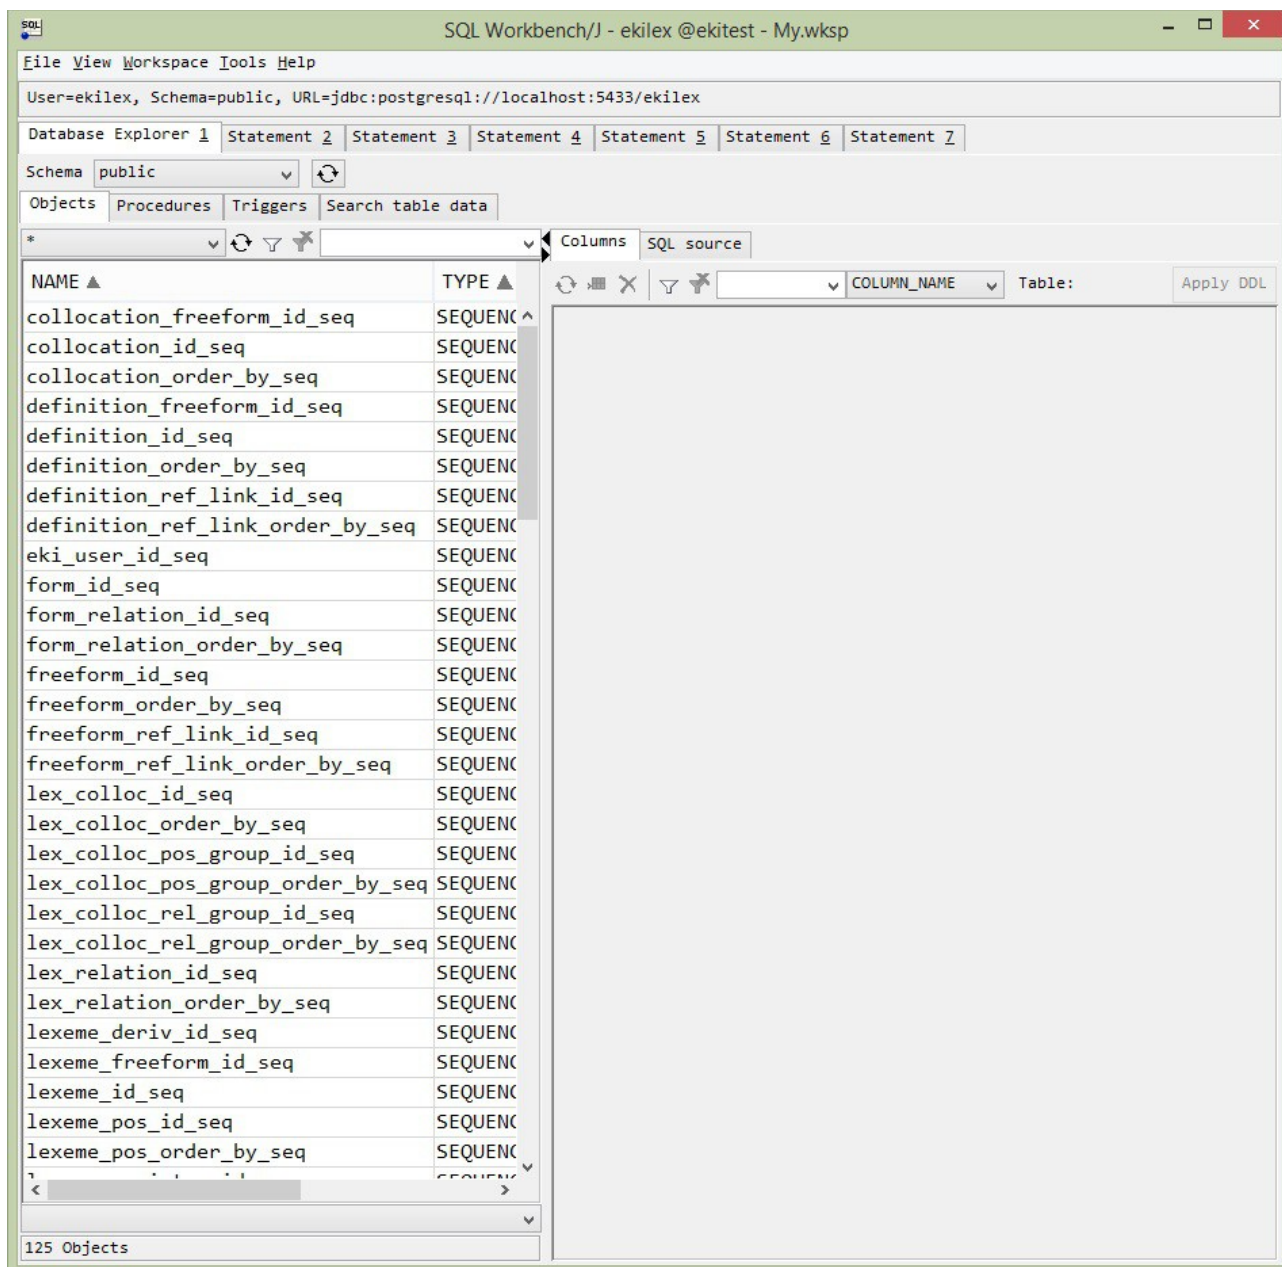 SQL
SQL Workbench/J - ekilex @ekitest - My.wksp
File View Workspace Tools Help
User=ekilex, Schema=public, URL=jdbc:postgresql://localhost:5433/ekilex
Database Explorer 1 Statement 2 Statement 3 Statement 4 Statement 5 Statement 6 Statement 7
Schema public
Objects Procedures Triggers Search table data
* Columns SQL source
NAME TYPE COLUMN_NAME Table: Apply DDL
collocation_freeform_id_seq SEQUENC
collocation_id_seq SEQUENC
collocation_order_by_seq SEQUENC
definition_freeform_id_seq SEQUENC
definition_id_seq SEQUENC
definition_order_by_seq SEQUENC
definition_ref_link_id_seq SEQUENC
definition_ref_link_order_by_seq SEQUENC
eki_user_id_seq SEQUENC
form_id_seq SEQUENC
form_relation_id_seq SEQUENC
form_relation_order_by_seq SEQUENC
freeform_id_seq SEQUENC
freeform_order_by_seq SEQUENC
freeform_ref_link_id_seq SEQUENC
freeform_ref_link_order_by_seq SEQUENC
lex_colloc_id_seq SEQUENC
lex_colloc_order_by_seq SEQUENC
lex_colloc_pos_group_id_seq SEQUENC
lex_colloc_pos_group_order_by_seq SEQUENC
lex_colloc_rel_group_id_seq SEQUENC
lex_colloc_rel_group_order_by_seq SEQUENC
lex_relation_id_seq SEQUENC
lex_relation_order_by_seq SEQUENC
lexeme_deriv_id_seq SEQUENC
lexeme_freeform_id_seq SEQUENC
lexeme_id_seq SEQUENC
lexeme_pos_id_seq SEQUENC
lexeme_pos_order_by_seq SEQUENC
125 Objects